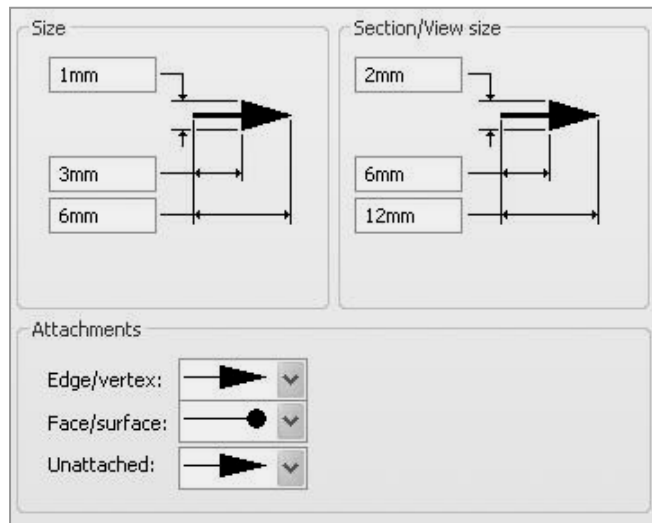 Size
1mm
3mm
6mm
Section/View size
2mm
6mm
12mm
Attachments
Edge/vertex:
Face/surface:
Unattached: